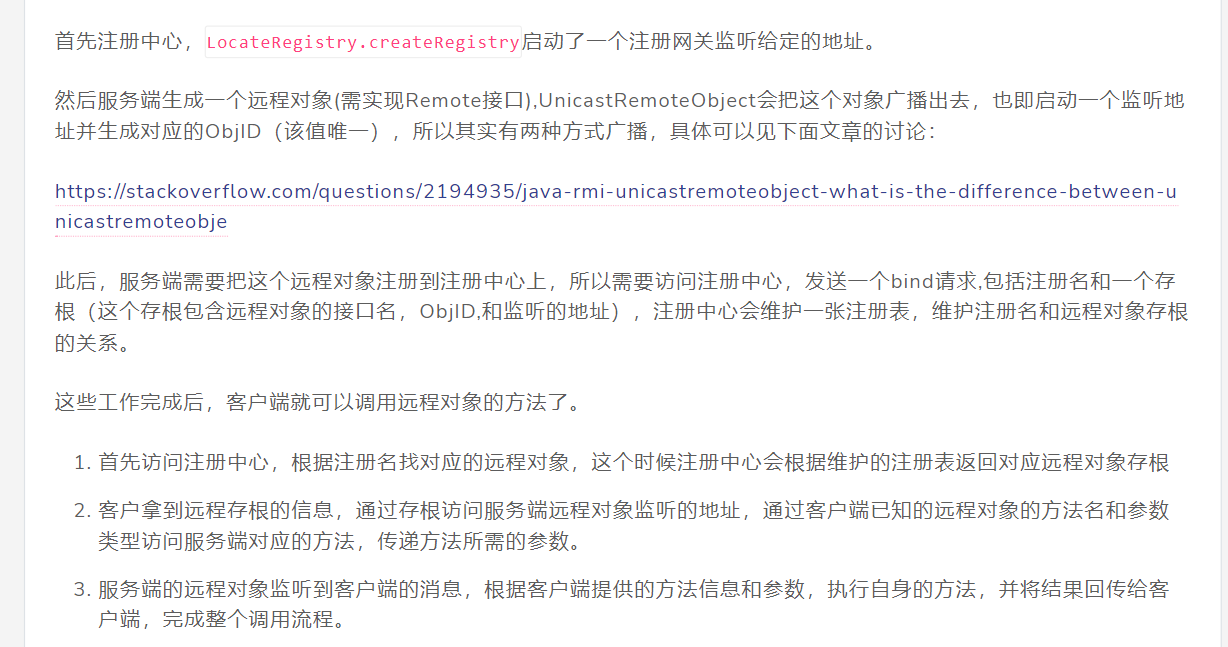 首先注册中心，LocateRegistry.createRegistry启动了一个注册网关监听给定的地址。
然后服务端生成一个远程对象(需实现Remote接口),UnicastRemoteObject会把这个对象广播出去，也即启动一个监听地
址并生成对应的ObjID（该值唯一），所以其实有两种方式广播，具体可以见下面文章的讨论：
https://stackoverflow.com/questions/2194935/java-rmi-unicastremoteobject-what-is-the-difference-between-u
nicastremoteobje
此后，服务端需要把这个远程对象注册到注册中心上，所以需要访问注册中心，发送一个bind请求,包括注册名和一个存
根（这个存根包含远程对象的接口名，ObjID,和监听的地址），注册中心会维护一张注册表，维护注册名和远程对象存根
的关系。
这些工作完成后，客户端就可以调用远程对象的方法了。
1. 首先访问注册中心，根据注册名找对应的远程对象，这个时候注册中心会根据维护的注册表返回对应远程对象存根
2. 客户拿到远程存根的信息，通过存根访问服务端远程对象监听的地址，通过客户端已知的远程对象的方法名和参数
类型访问服务端对应的方法，传递方法所需的参数。
3. 服务端的远程对象监听到客户端的消息，根据客户端提供的方法信息和参数，执行自身的方法，并将结果回传给客
户端，完成整个调用流程。